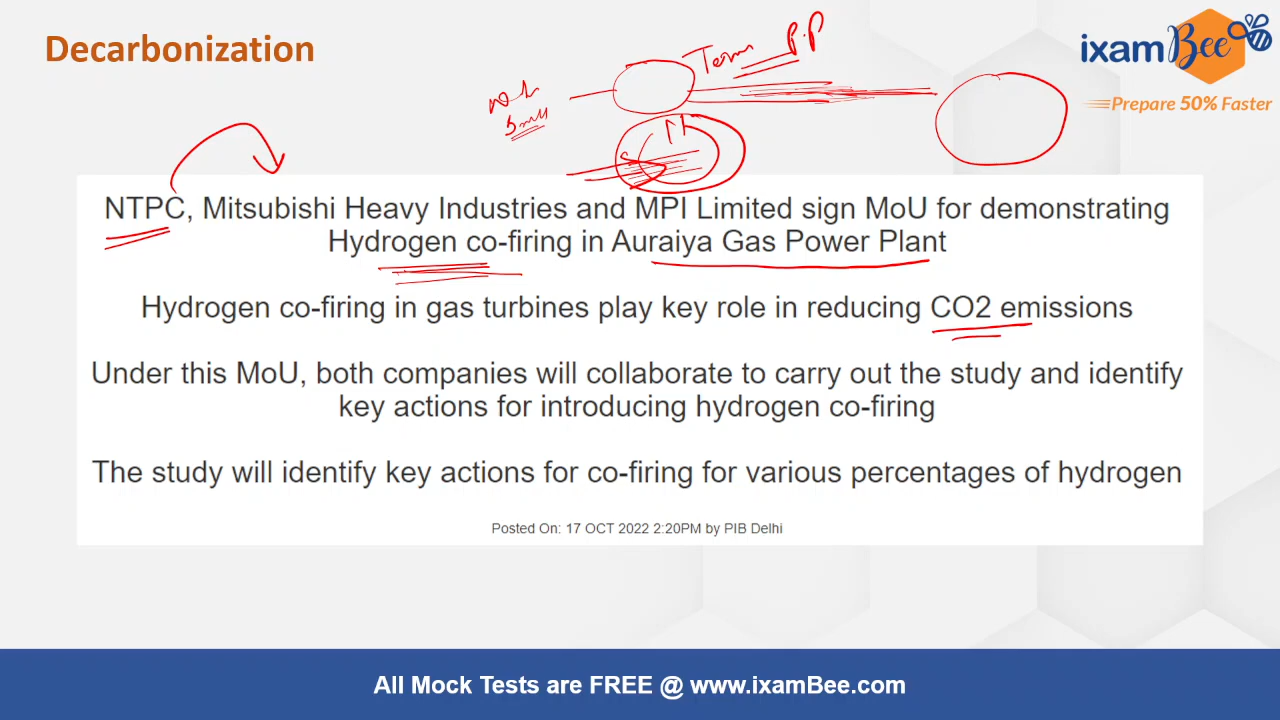 Decarbonization
ixamBee
Prepare 50% Faster
P.P
NTPC, Mitsubishi Heavy Industries and MPI Limited sign MoU for demonstrating
Hydrogen co-firing in Auraiya Gas Power Plant
Hydrogen co-firing in gas turbines play key role in reducing CO2 emissions
Under this MoU, both companies will collaborate to carry out the study and identify
key actions for introducing hydrogen co-firing
The study will identify key actions for co-firing for various percentages of hydrogen
Posted On: 17 OCT 2022 2:20PM by PIB Delhi
All Mock Tests are FREE @ www.ixamBee.com